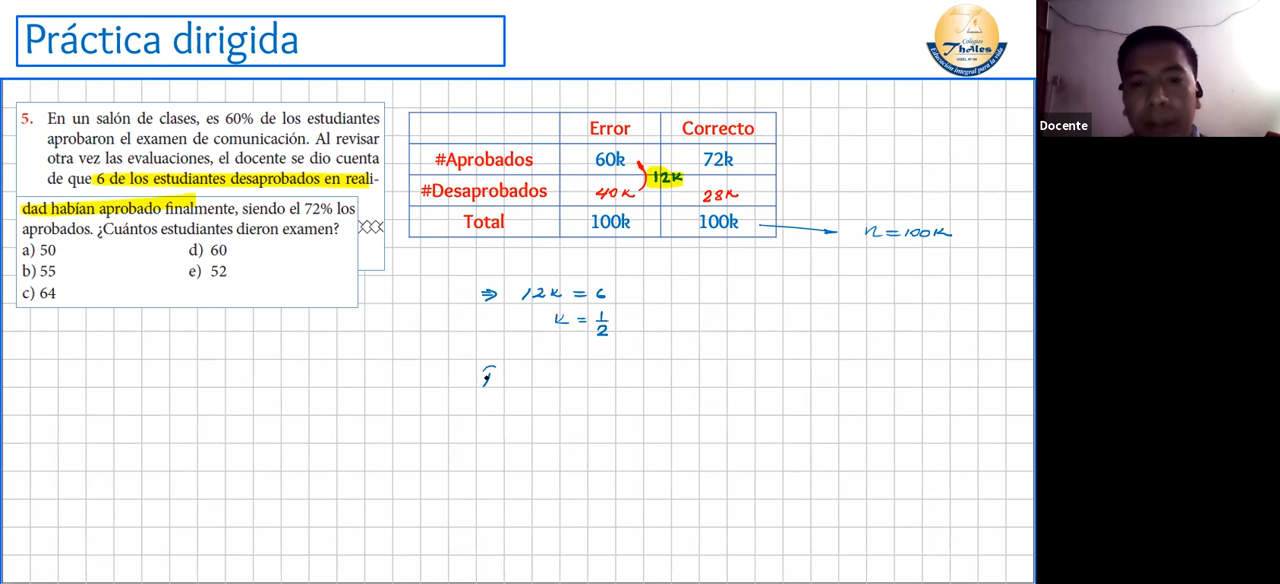 Práctica dirigida
Colegios
Thales
UGEL Nº 06
Educación integral para la vida
Docente
5. En un salón de clases, es 60% de los estudiantes
aprobaron el examen de comunicación. Al revisar
otra vez las evaluaciones, el docente se dio cuenta
de que 6 de los estudiantes desaprobados en reali-
dad habían aprobado finalmente, siendo el 72% los
aprobados. ¿Cuántos estudiantes dieron examen?
a) 50 d) 60
b) 55 e) 52
c) 64
Error Correcto
#Aprobados 60k 72k
12k
#Desaprobados 40k 28k
Total 100k 100k
n = 100k
⇒ 12k = 6
k = 1/2